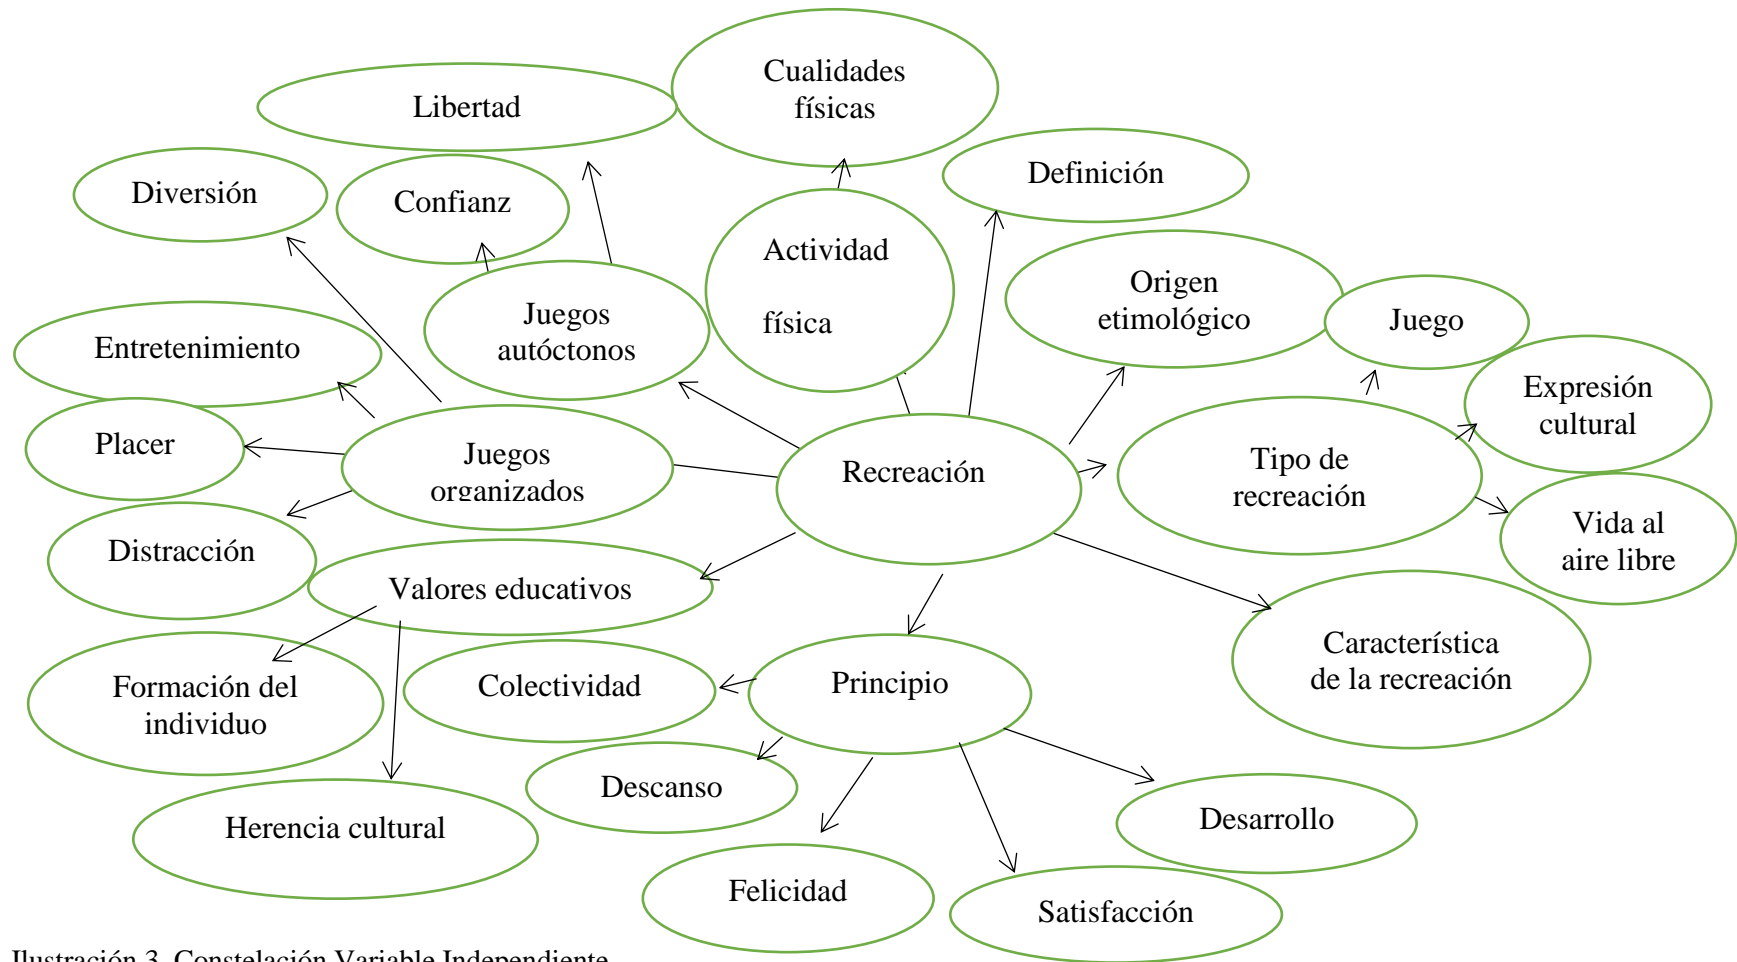 Cualidades
físicas
Libertad
Definición
Diversión
Confianz
Actividad
física
Origen
etimológico
Juegos
autóctonos
Juego
Entretenimiento
Expresión
cultural
Placer
Juegos
organizados
Recreación
Tipo de
recreación
Vida al
aire libre
Distracción
Valores educativos
Característica
de la recreación
Formación del
individuo
Colectividad
Principio
Descanso
Desarrollo
Herencia cultural
Felicidad
Satisfacción
Ilustración 3. Constelación Variable Independiente